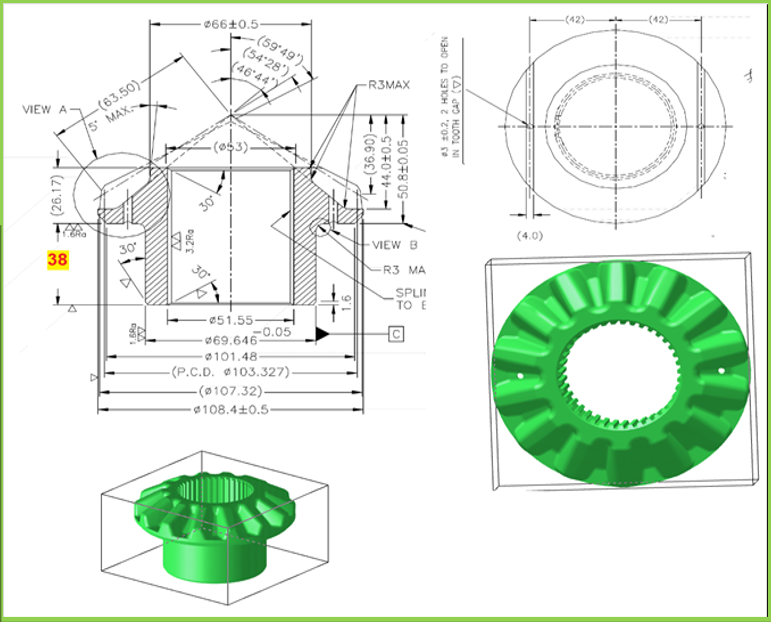 ø66±0.5
(59°49')
(54°28')
(46°44')
(63.50)
R3MAX
VIEW A
5° MAX.
(ø53)
(36.90)
44.0±0.5
50.8±0.05
(26.17)
30°
1.6Ra
3.2Ra
30°
VIEW B
38
30°
R3 MA
SPLI
TO
1.6
ø51.55
1.6Ra
-0.05
C
ø69.646
ø101.48
(P.C.D. ø103.327)
(ø107.32)
ø108.4±0.5
(42)
(42)
ø3 ±0.2, 2 HOLES TO OPEN
IN TOOTH GAP (▽)
(4.0)